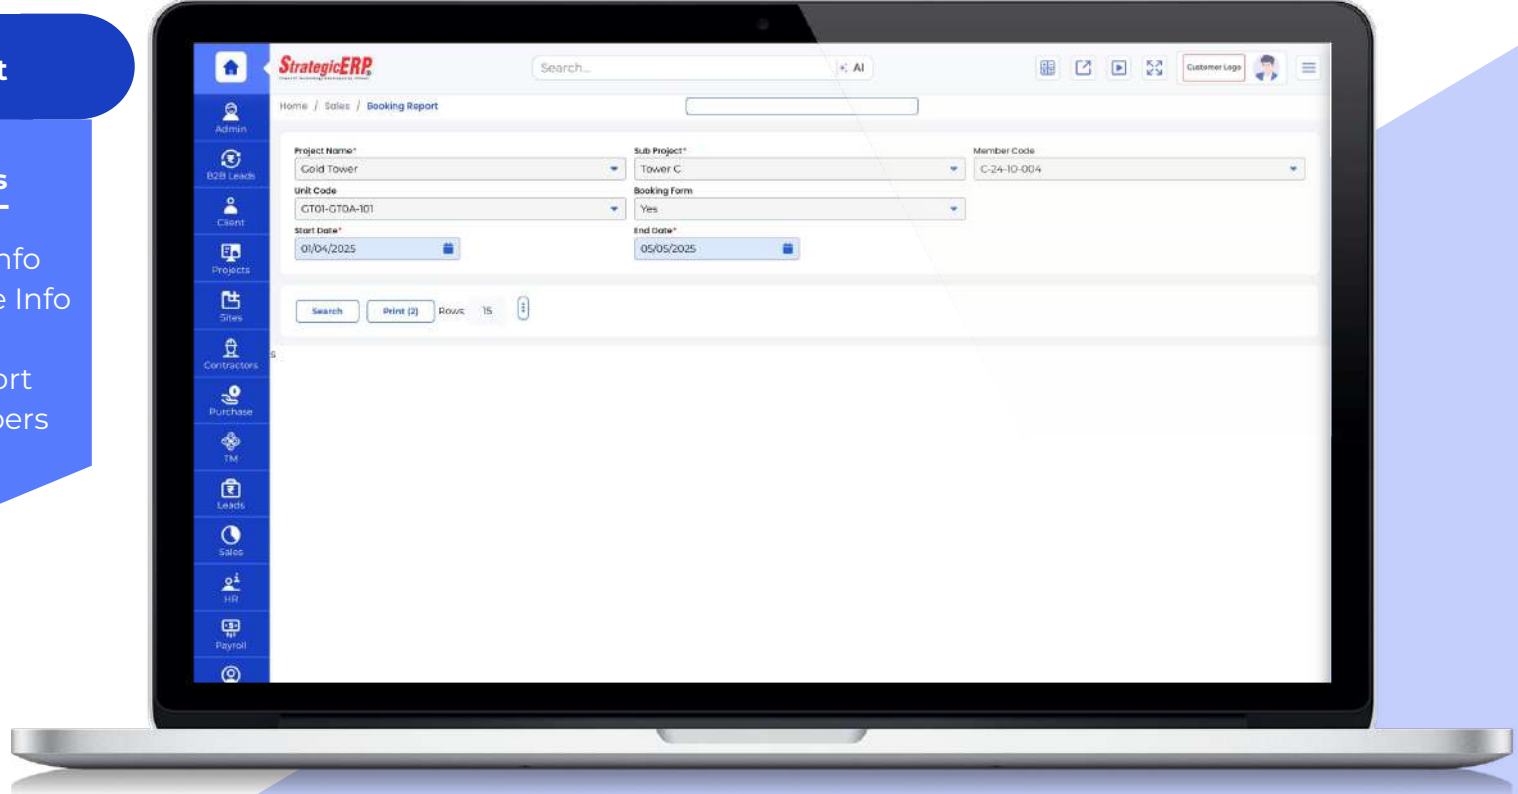 t
s
nfo
e Info
ort
bers
StrategicERP
Search...
AI
Customer Logo
Home / Sales / Booking Report
Admin
B2B Leads
Client
Projects
Sites
Contractors
Purchase
TM
Leads
Sales
HR
Payroll
Project Name*
Gold Tower
Sub Project*
Tower C
Member Code
C-24-10-004
Unit Code
GT01-GT0A-101
Booking Form
Yes
Start Date*
01/04/2025
End Date*
05/05/2025
Search
Print (2)
Rows: 15
s